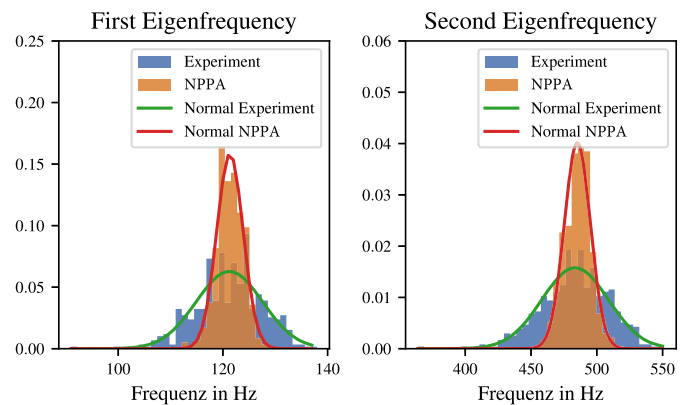 First Eigenfrequency
0.25
0.20
0.15
0.10
0.05
0.00
Experiment
NPPA
Normal Experiment
Normal NPPA
100
120
140
Frequenz in Hz
Second Eigenfrequency
0.06
0.05
0.04
0.03
0.02
0.01
0.00
Experiment
NPPA
Normal Experiment
Normal NPPA
400
450
500
550
Frequenz in Hz